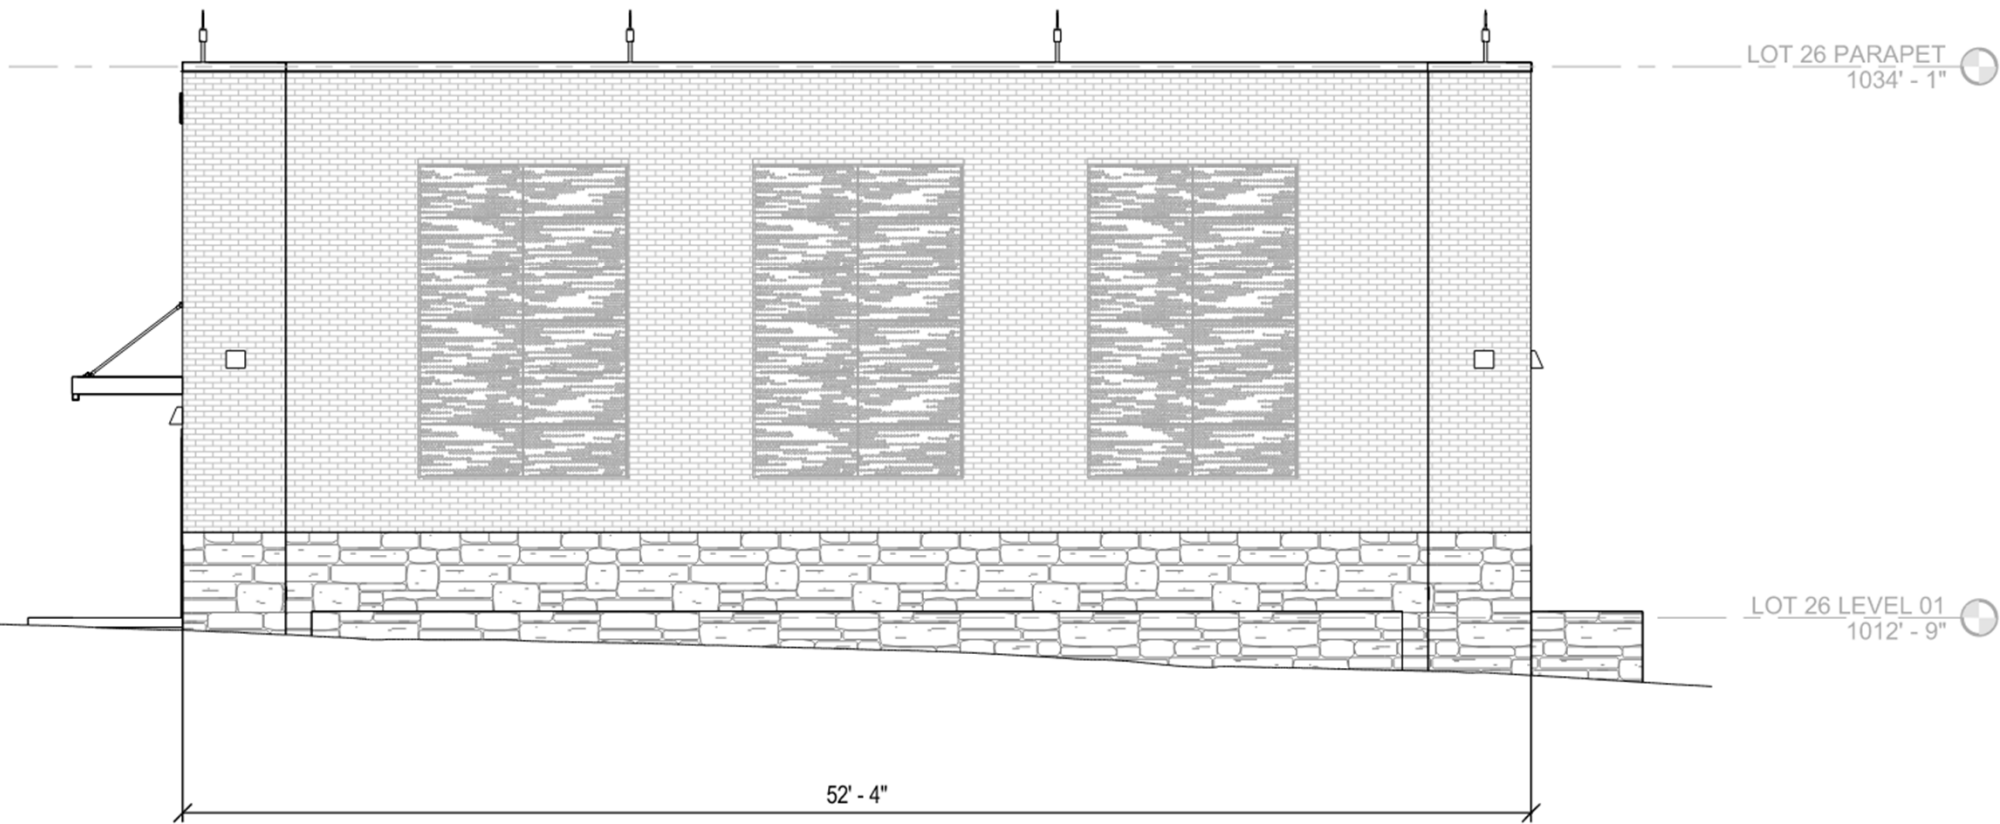 LOT 26 PARAPET
1034' - 1"
LOT 26 LEVEL 01
1012' - 9"
52' - 4"